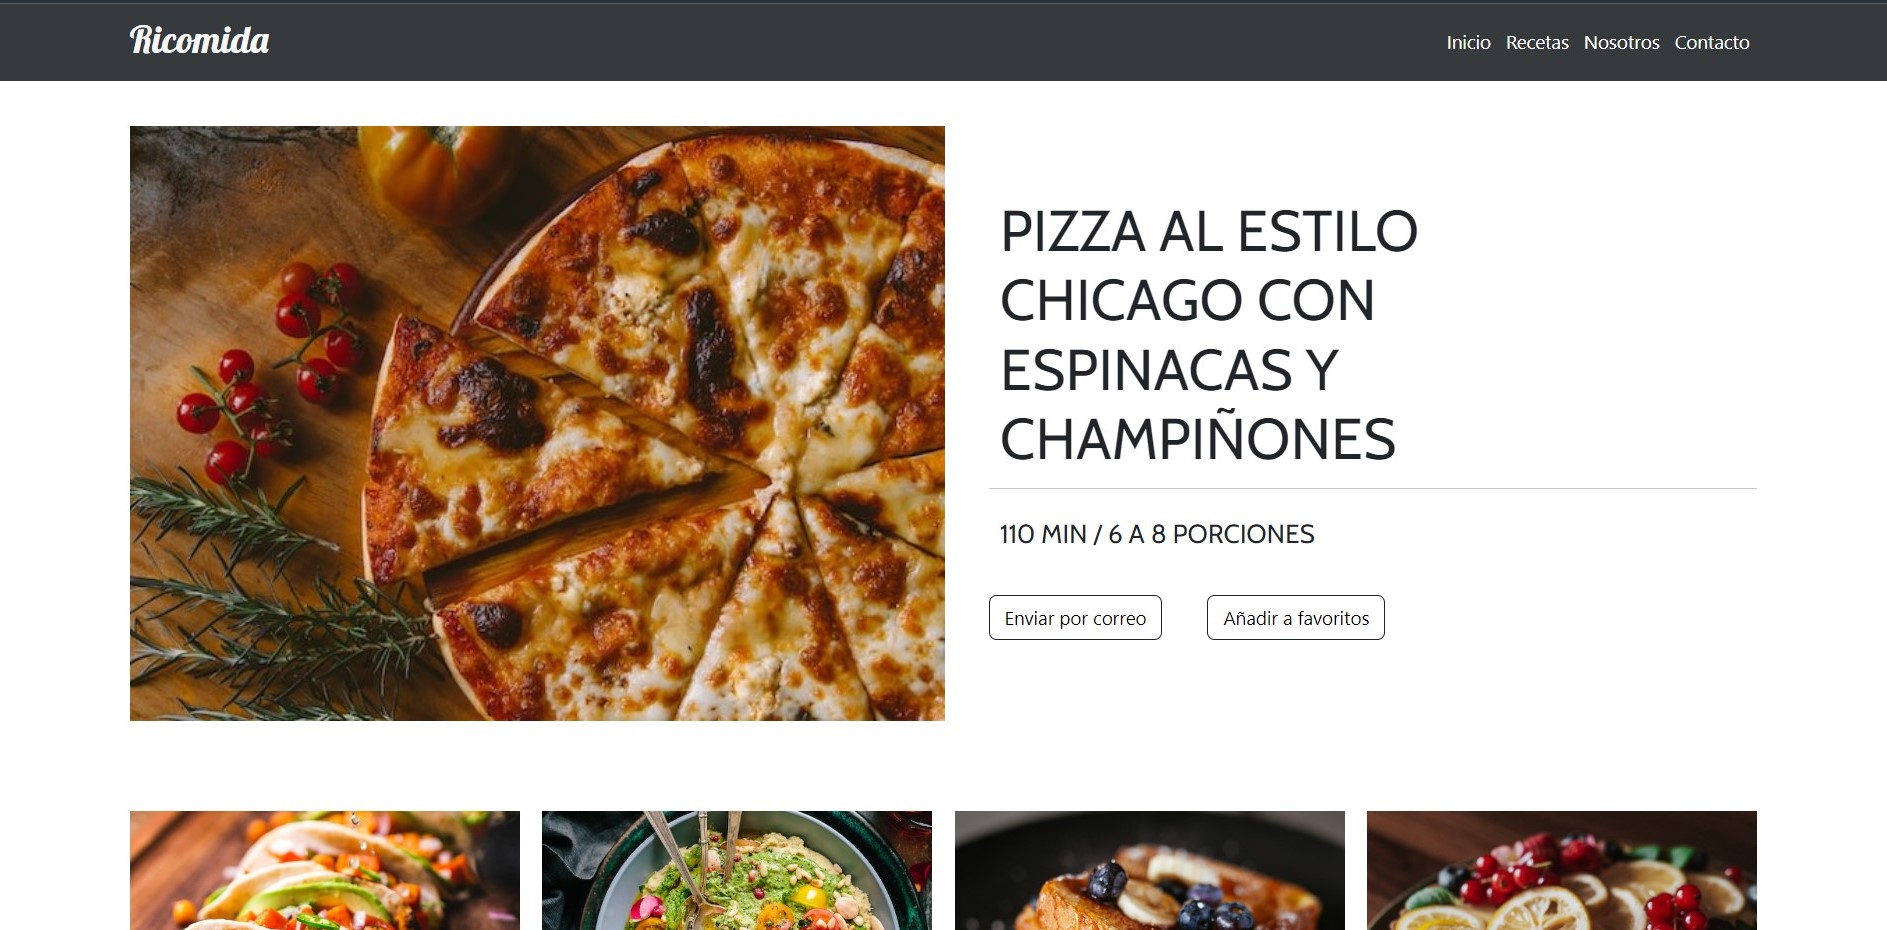 Ricomida
Inicio Recetas Nosotros Contacto
PIZZA AL ESTILO
CHICAGO CON
ESPINACAS Y
CHAMPIÑONES
110 MIN / 6 A 8 PORCIONES
Enviar por correo
Añadir a favoritos